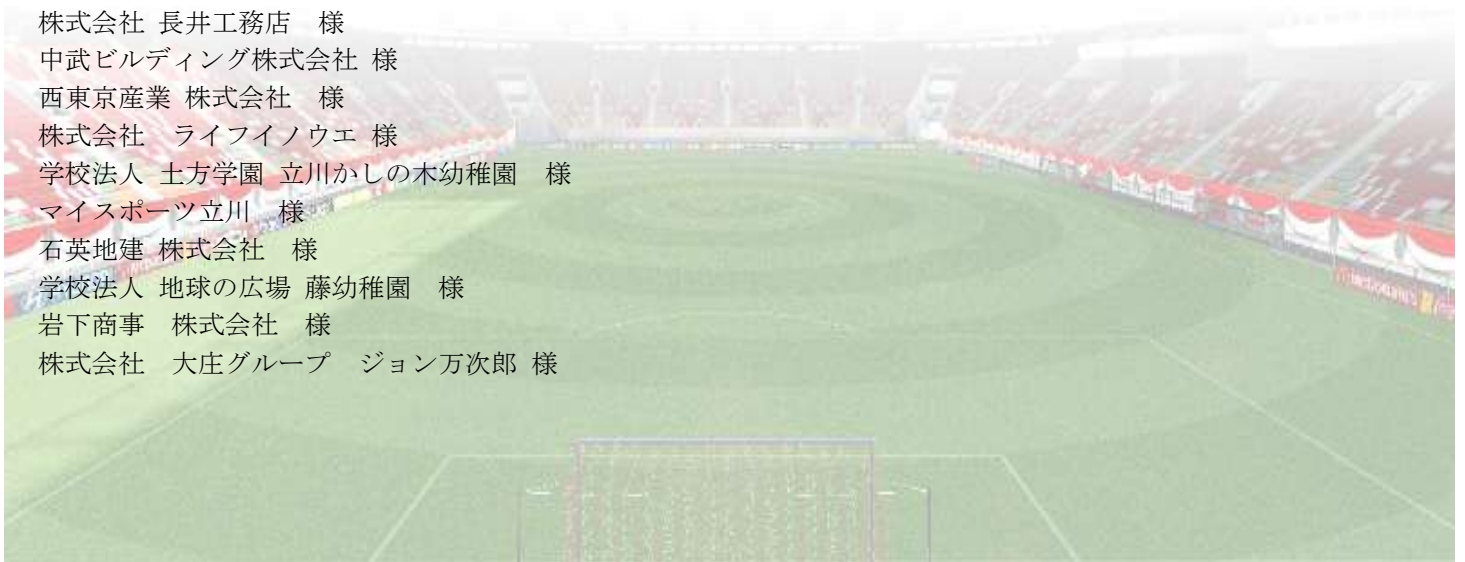 株式会社 長井工務店　様
中武ビルディング株式会社 様
西東京産業 株式会社　様
株式会社　ライフイノウエ 様
学校法人 土方学園 立川かしの木幼稚園　様
マイスポーツ立川　様
石英地建 株式会社　様
学校法人 地球の広場 藤幼稚園　様
岩下商事　株式会社　様
株式会社　大庄グループ　ジョン万次郎 様
McDonald's